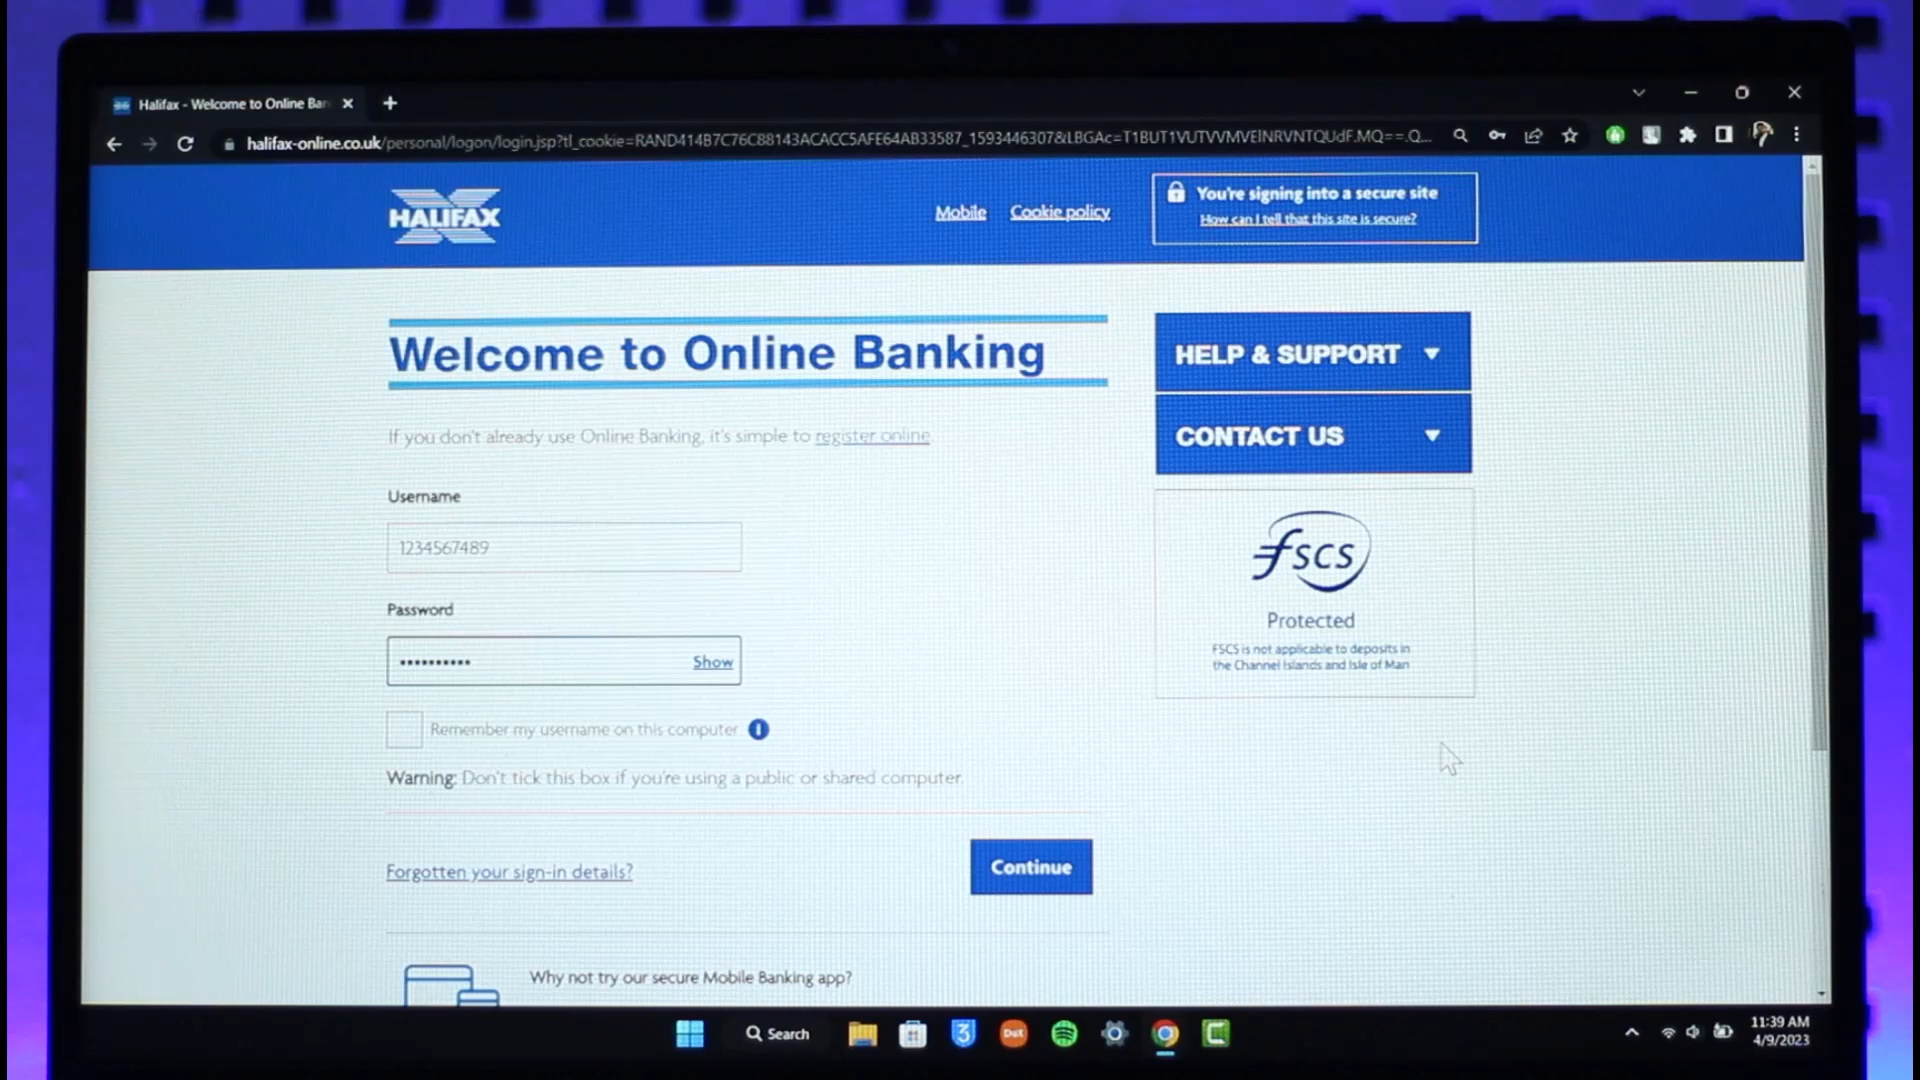 Halifax - Welcome to Online Ban
halifax-online.co.uk/personal/logon/login.jsp?tl_cookie=RAND414B7C76C88143ACACC5AFE64AB33587_1593446307&LBGAc=T1BUT1VUTVVMVElNRVNTQUdF.MQ==.Q...
HALIFAX
Mobile
Cookie policy
You're signing into a secure site
How can I tell that this site is secure?
Welcome to Online Banking
If you don't already use Online Banking, it's simple to register online.
Username
1234567489
Password
••••••••••
Show
Remember my username on this computer
i
Warning: Don't tick this box if you're using a public or shared computer.
Forgotten your sign-in details?
Continue
Why not try our secure Mobile Banking app?
HELP & SUPPORT
CONTACT US
FSCS
Protected
FSCS is not applicable to deposits in
the Channel Islands and Isle of Man
Search
3
Dex
11:39 AM
4/9/2023